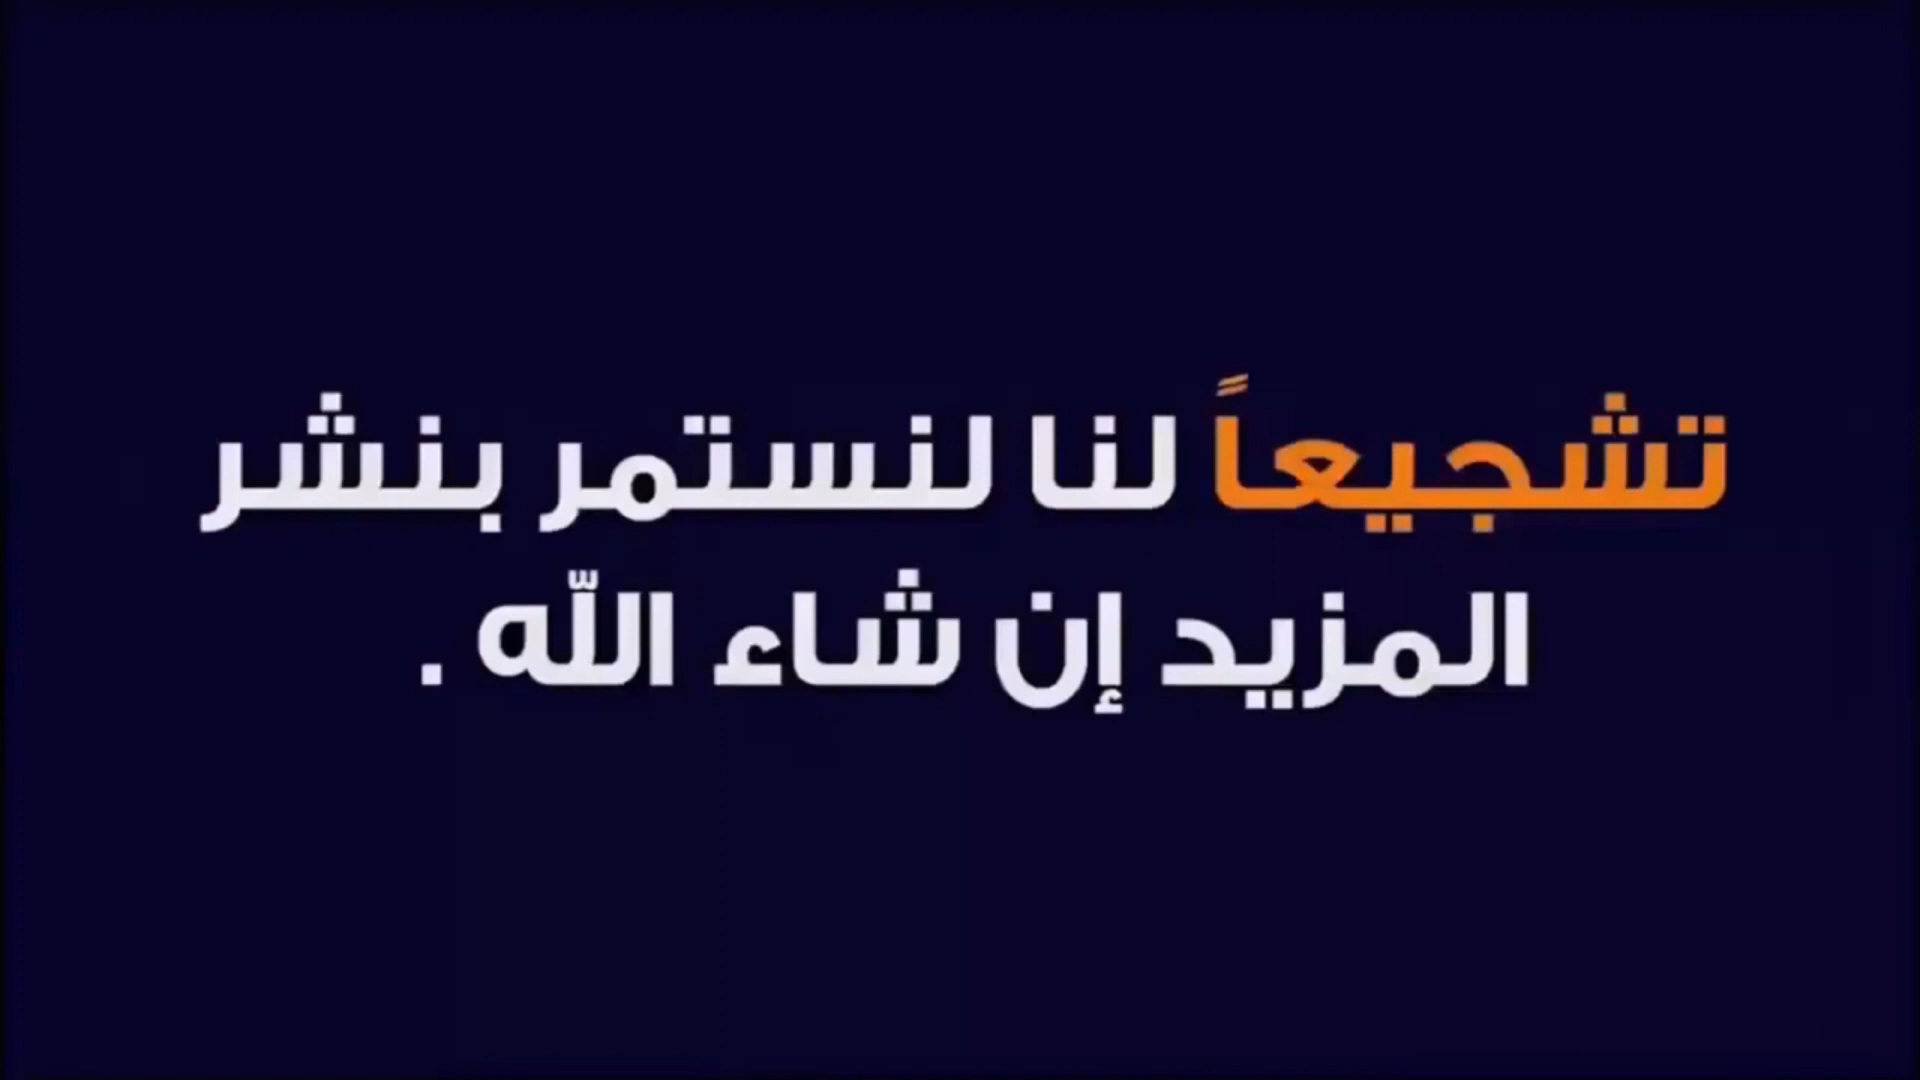 تشجيعاً لنا لنستمر بنشر
المزيد إن شاء اللّه .